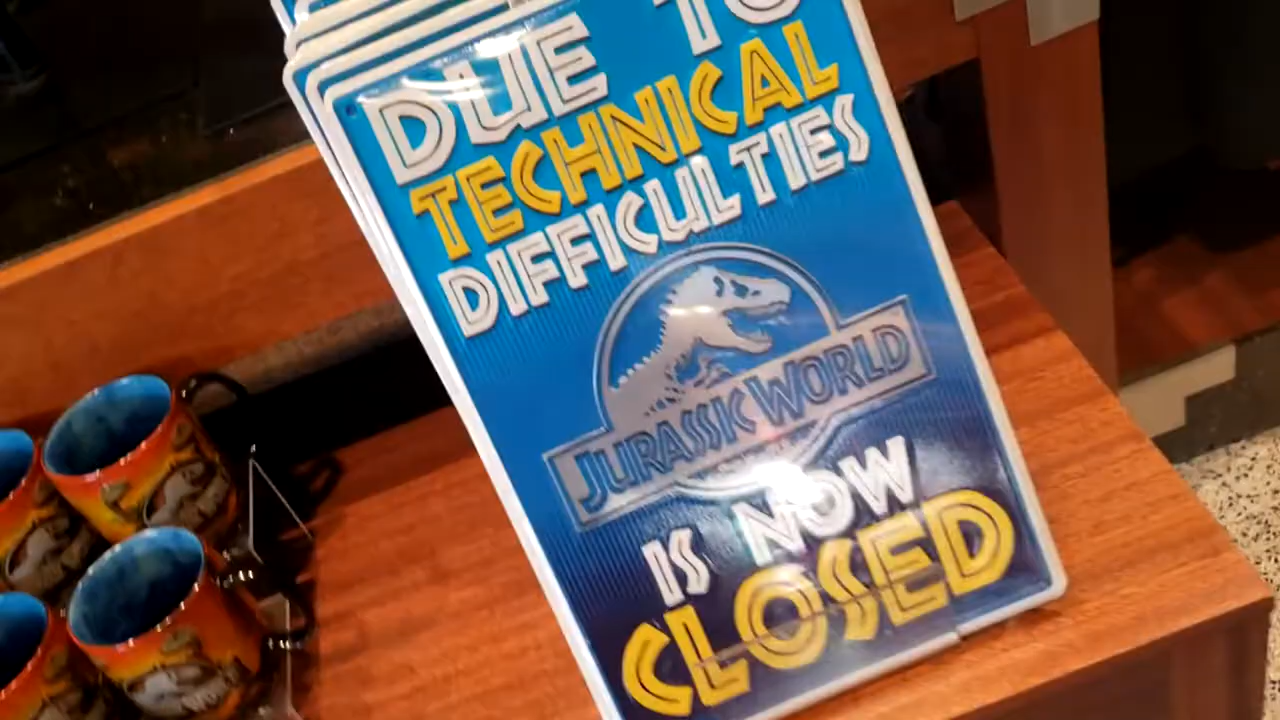 DUE TO
TECHNICAL
DIFFICULTIES
JURASSIC WORLD
IS NOW
CLOSED